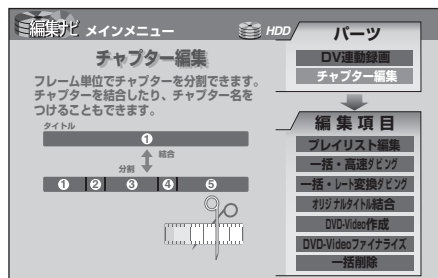 編集ナビ メインメニュー
HDD
チャプター編集
フレーム単位でチャプターを分割できます。
チャプターを結合したり、チャプター名を
つけることもできます。
タイトル
①
結合
分割
① ② ③ ④ ⑤
パーツ
DV連動録画
チャプター編集
編集項目
プレイリスト編集
一括・高速ダビング
一括・レート変換ダビング
オリジナルタイトル結合
DVD-Video作成
DVD-Videoファイナライズ
一括削除